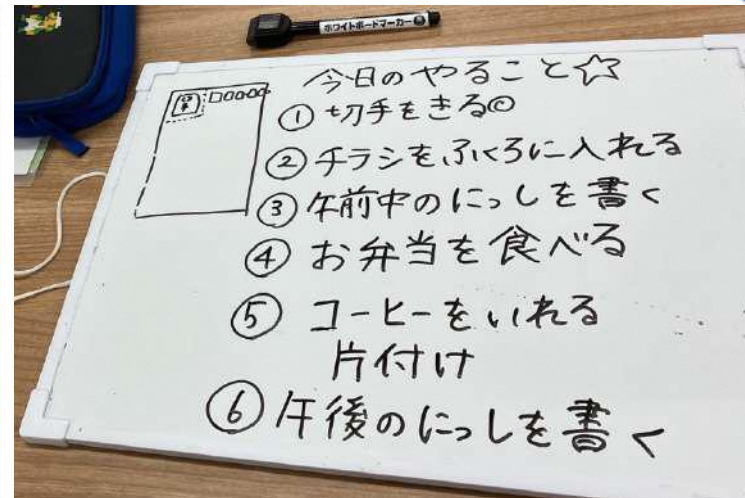 ホワイトボードマーカー
今日のやること☆
① 切手をきる◎
② チラシをふくろに入れる
③ 午前中のにっしを書く
④ お弁当を食べる
⑤ コーヒーをいれる
片付け
⑥ 午後のにっしを書く